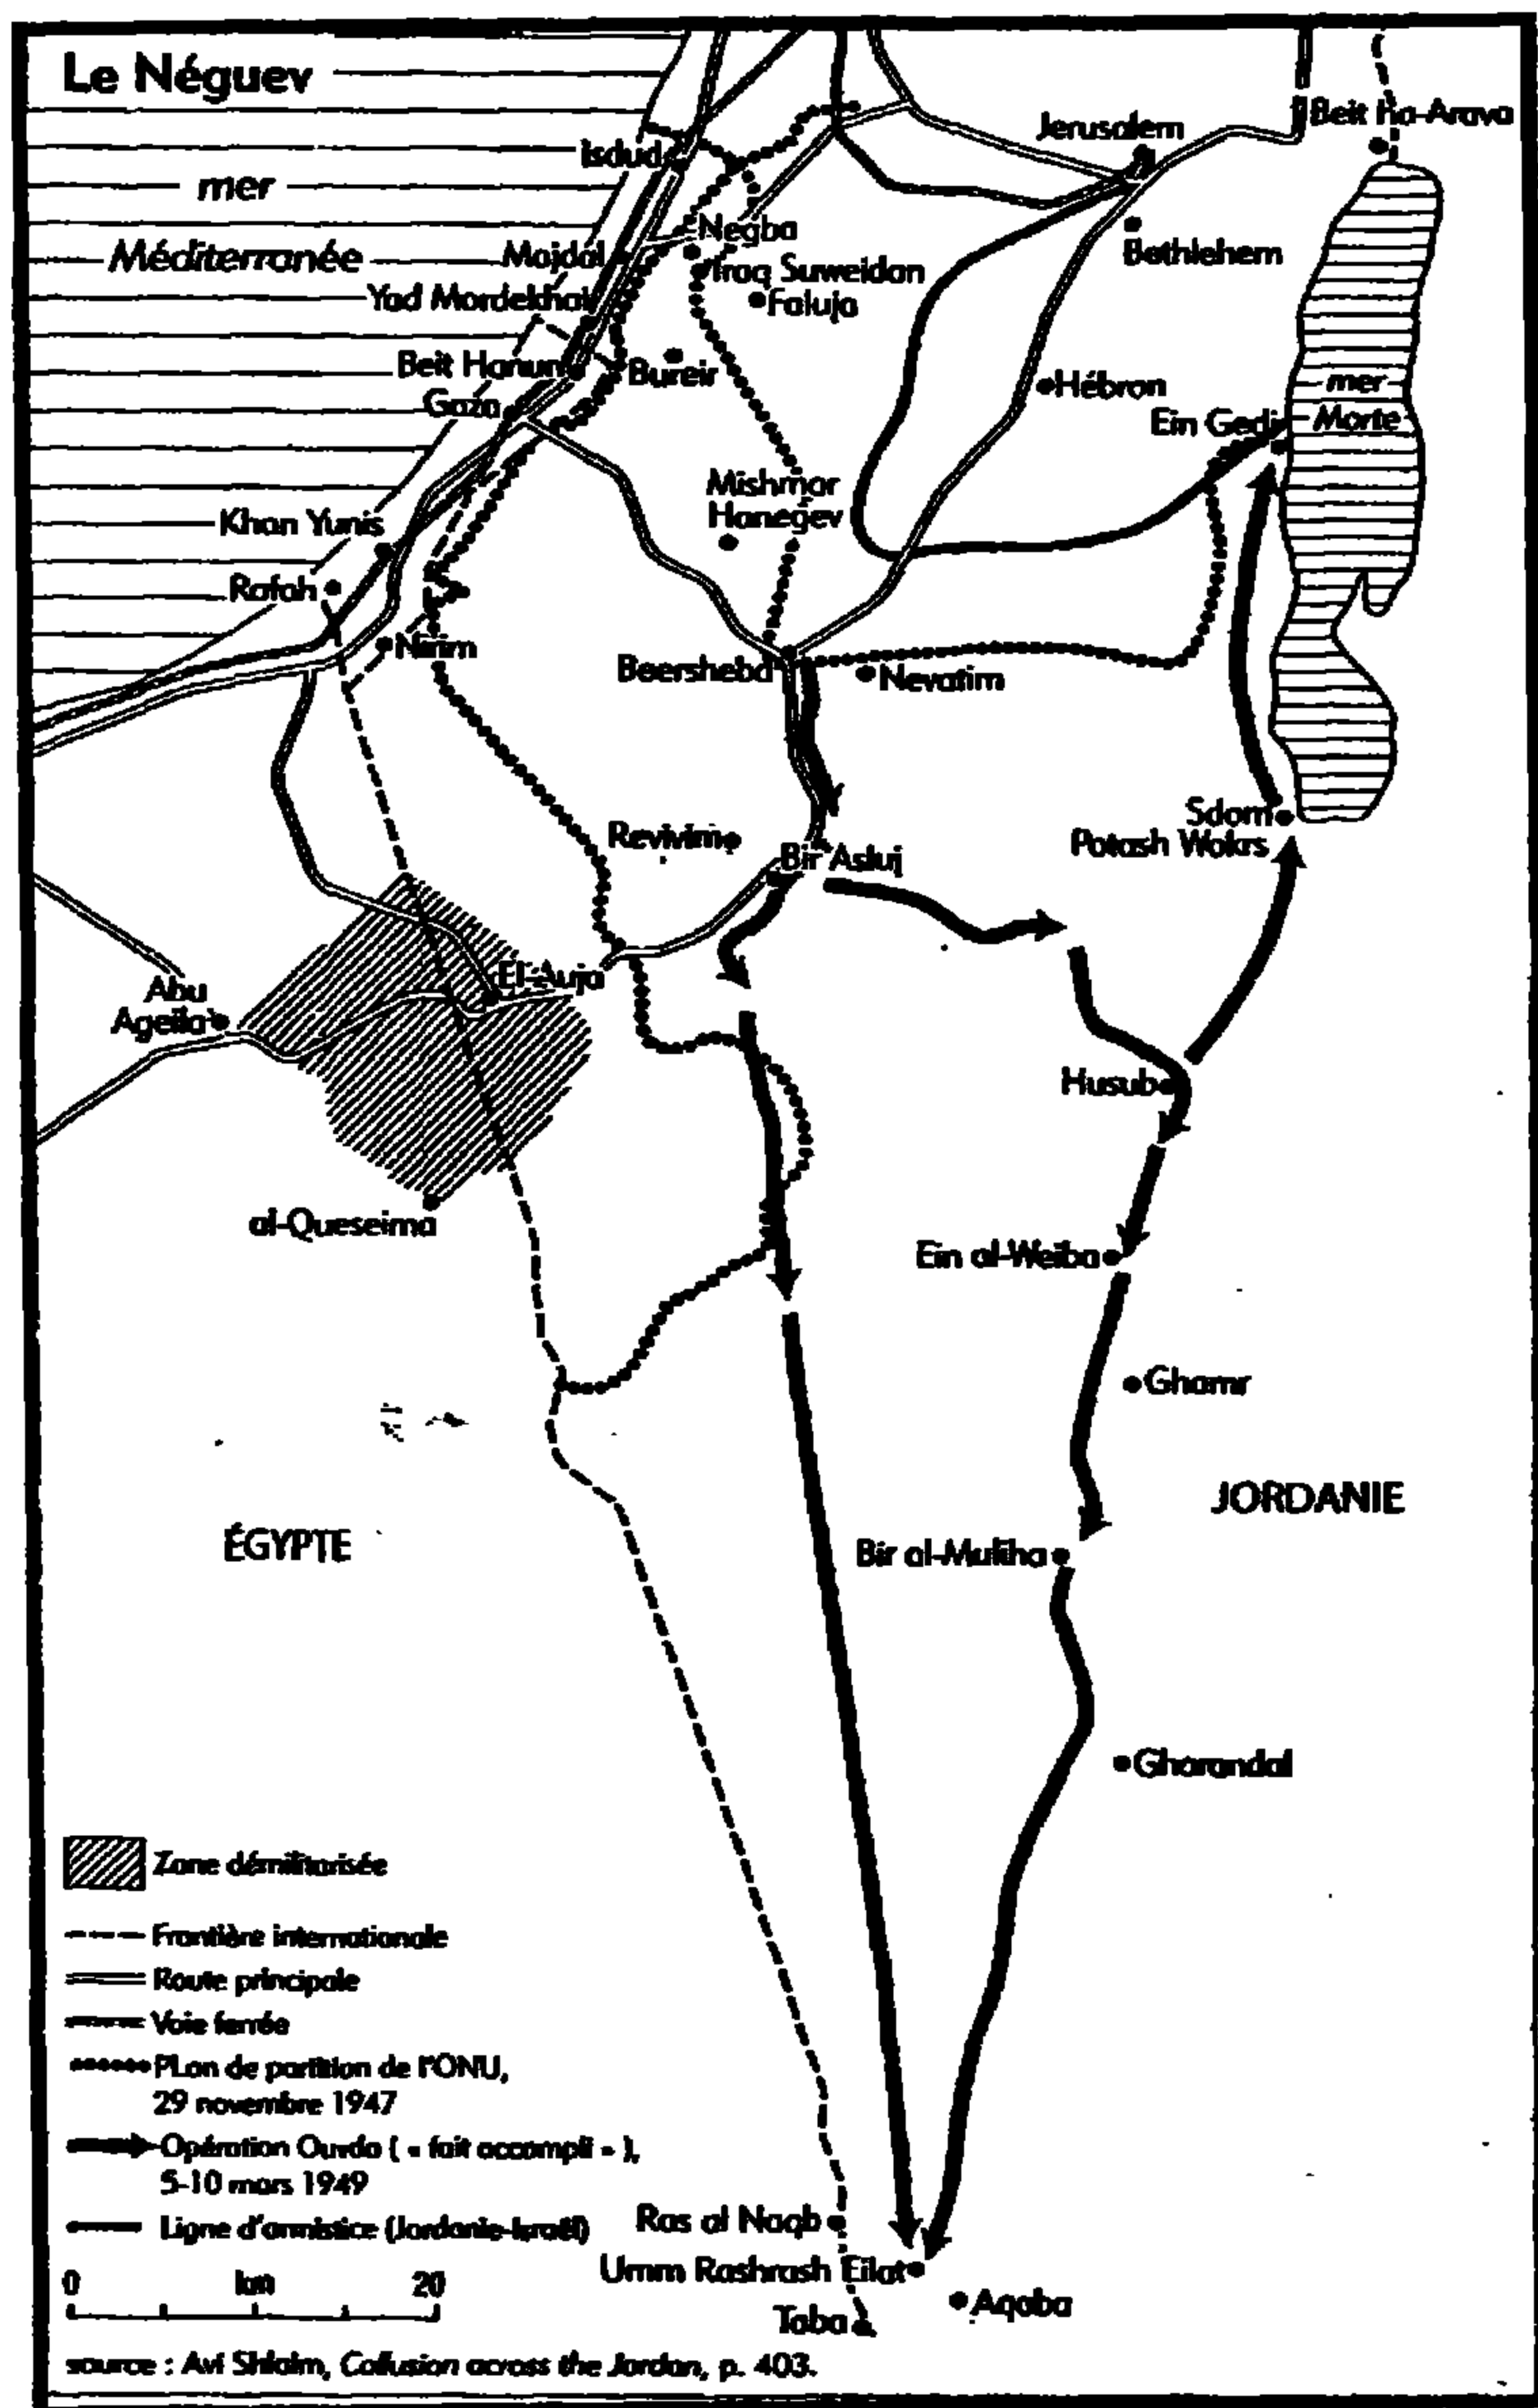 Le Néguev
mer
Méditerranée
Isdud
Majdal
Yad Mordekhai
Beit Hanun
Gaza
Khan Yunis
Rafah
Nirim
Negba
Iraq Suweidan
Faluja
Bureir
Mishmar
Hanegev
Jerusalem
Beit Ha-Arava
Bethlehem
Hébron
Ein Gedi
mer
Morte
Beersheba
Nevatim
Revivim
Bir Asluj
Sdom
Potash Wokrs
El-Auja
Abu
Ageila
al-Queseima
Husub
Ein al-Weiba
Ghamr
JORDANIE
ÉGYPTE
Bir al-Muliha
Gharandal
Zone démilitarisée
Frontière internationale
Route principale
Voie ferrée
PLan de partition de l'ONU,
29 novembre 1947
Opération Ouvda ( « fait accompli » ),
5-10 mars 1949
Ligne d'armistice (Jordanie-Israël)
0 km 20
Ras al Naqb
Umm Rashrash Eilat
Aqaba
Taba
source : Avi Shlaim, Collusion across the Jordan, p. 403.